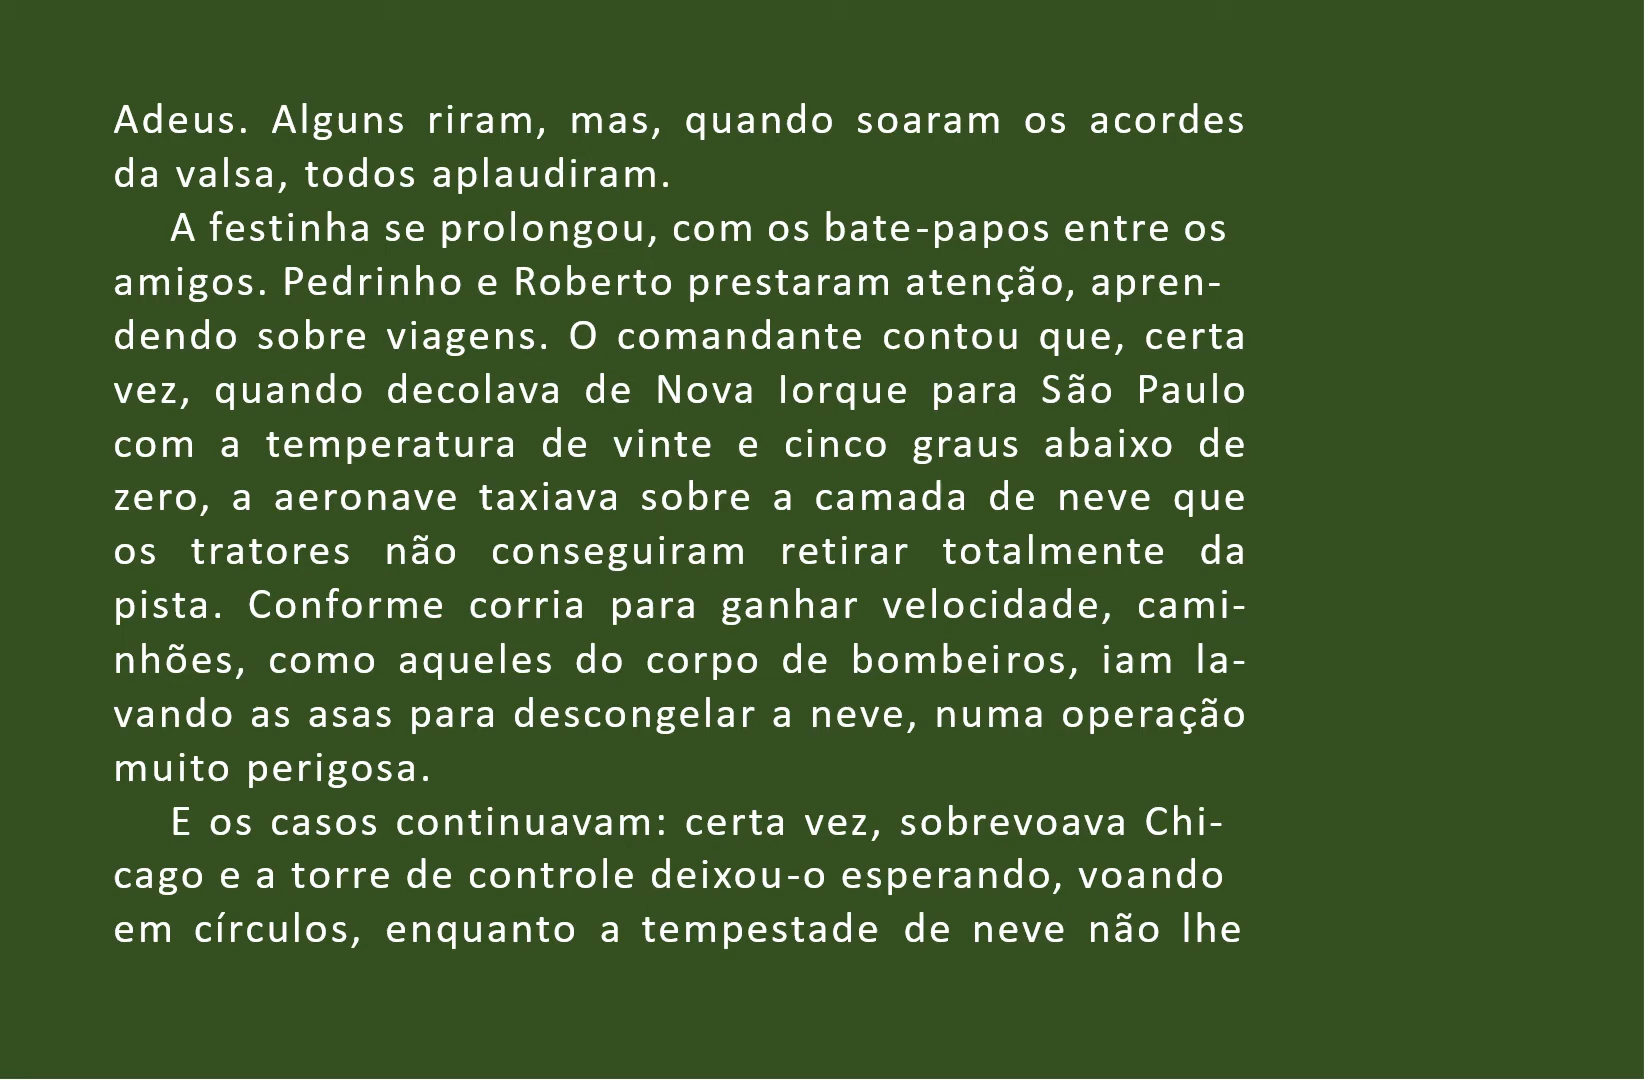 Adeus. Alguns riram, mas, quando soaram os acordes
da valsa, todos aplaudiram.
A festinha se prolongou, com os bate-papos entre os
amigos. Pedrinho e Roberto prestaram atenção, apren-
dendo sobre viagens. O comandante contou que, certa
vez, quando decolava de Nova Iorque para São Paulo
com a temperatura de vinte e cinco graus abaixo de
zero, a aeronave taxiava sobre a camada de neve que
os tratores não conseguiram retirar totalmente da
pista. Conforme corria para ganhar velocidade, cami-
nhões, como aqueles do corpo de bombeiros, iam la-
vando as asas para descongelar a neve, numa operação
muito perigosa.
E os casos continuavam: certa vez, sobrevoava Chi-
cago e a torre de controle deixou-o esperando, voando
em círculos, enquanto a tempestade de neve não lhe